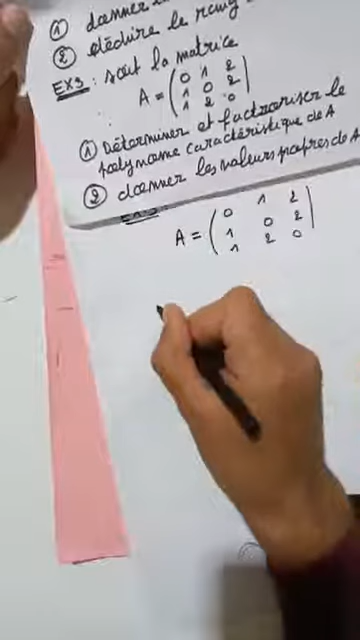 ① donner
② déduire le rang
EX3 : soit la matrice
A = ( 0 1 2
1 0 2
1 2 0 )
① Déterminer et factoriser le
polynome caractéristique de A
② donner les valeurs propres de A
A = ( 0 1 2
1 0 2
1 2 0 )